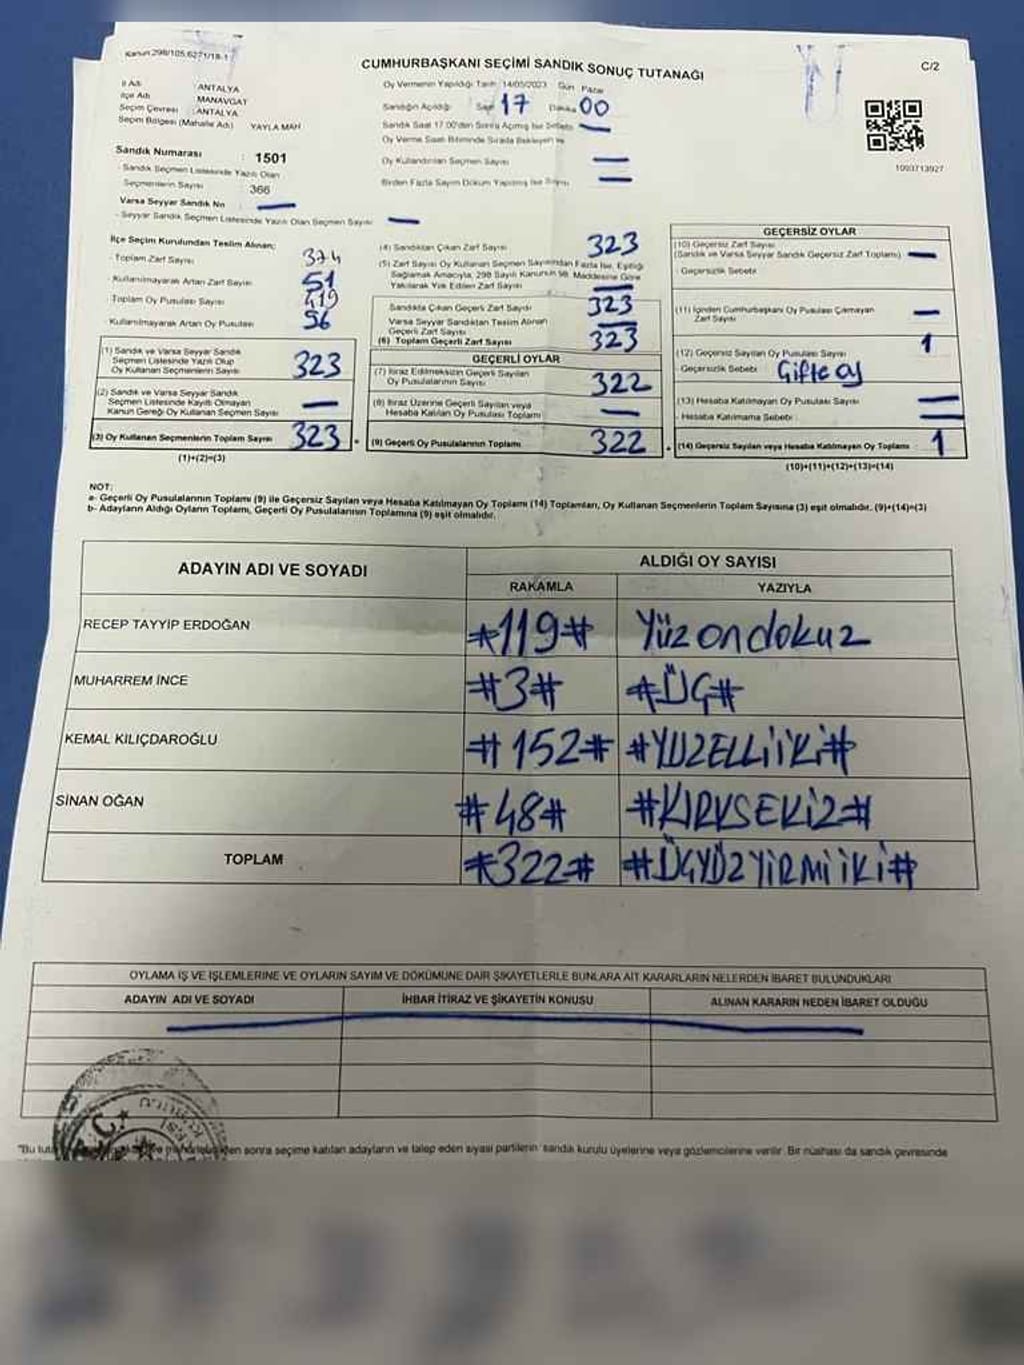 Kanun 298/105.6271/18-1
CUMHURBAŞKANI SEÇİMİ SANDIK SONUÇ TUTANAĞI
C/2
İl Adı : ANTALYA
İlçe Adı : MANAVGAT
Seçim Çevresi : ANTALYA
Seçim Bölgesi (Mahalle Adı) : YAYLA MAH
Oy Vermenin Yapıldığı Tarih 14/05/2023 Gün Pazar
Sandığın Açıldığı Saat 17 Dakika 00
Sandık Saat 17.00'den Sonra Açılmış İse Sebebi —
Oy Verme Saati Bitiminde Sırada Bekleyen ve
Oy Kullandırılan Seçmen Sayısı —
Birden Fazla Sayım Döküm Yapılmış İse Sayısı —
1093713927
Sandık Numarası : 1501
Sandık Seçmen Listesinde Yazılı Olan
Seçmenlerin Sayısı : 366
Varsa Seyyar Sandık No : —
- Seyyar Sandık Seçmen Listesinde Yazılı Olan Seçmen Sayısı : —
İlçe Seçim Kurulundan Teslim Alınan;
- Toplam Zarf Sayısı : 374
- Kullanılmayarak Artan Zarf Sayısı : 51
- Toplam Oy Pusulası Sayısı : 419
- Kullanılmayarak Artan Oy Pusulası : 96
(1) Sandık ve Varsa Seyyar Sandık
Seçmen Listesinde Yazılı Olup
Oy Kullanan Seçmenlerin Sayısı : 323
(2) Sandık ve Varsa Seyyar Sandık
Seçmen Listesinde Kayıtlı Olmayan
Kanun Gereği Oy Kullanan Seçmen Sayısı : —
(3) Oy Kullanan Seçmenlerin Toplam Sayısı : 323
(1)+(2)=(3)
(4) Sandıktan Çıkan Zarf Sayısı 323
(5) Zarf Sayısı Oy Kullanan Seçmen Sayısından Fazla İse, Eşitliği
Sağlamak Amacıyla, 298 Sayılı Kanunun 98. Maddesine Göre
Yakılarak Yok Edilen Zarf Sayısı —
Sandıkta Çıkan Geçerli Zarf Sayısı 323
Varsa Seyyar Sandıktan Teslim Alınan
Geçerli Zarf Sayısı —
(6) Toplam Geçerli Zarf Sayısı 323
GEÇERLİ OYLAR
(7) İtiraz Edilmeksizin Geçerli Sayılan
Oy Pusulalarının Sayısı 322
(8) İtiraz Üzerine Geçerli Sayılan veya
Hesaba Katılan Oy Pusulası Toplamı —
(9) Geçerli Oy Pusulalarının Toplamı 322
GEÇERSİZ OYLAR
(10) Geçersiz Zarf Sayısı
(Sandık ve Varsa Seyyar Sandık Geçersiz Zarf Toplamı) —
- Geçersizlik Sebebi :
(11) İçinden Cumhurbaşkanı Oy Pusulası Çıkmayan
Zarf Sayısı —
(12) Geçersiz Sayılan Oy Pusulası Sayısı 1
- Geçersizlik Sebebi : Çifte oy
(13) Hesaba Katılmayan Oy Pusulası Sayısı —
- Hesaba Katılmama Sebebi : —
(14) Geçersiz Sayılan veya Hesaba Katılmayan Oy Toplamı : 1
(10)+(11)+(12)+(13)=(14)
NOT:
a- Geçerli Oy Pusulalarının Toplamı (9) ile Geçersiz Sayılan veya Hesaba Katılmayan Oy Toplamı (14) Toplamları, Oy Kullanan Seçmenlerin Toplam Sayısına (3) eşit olmalıdır. (9)+(14)=(3)
b- Adayların Aldığı Oyların Toplamı, Geçerli Oy Pusulalarının Toplamına (9) eşit olmalıdır.
ADAYIN ADI VE SOYADI ALDIĞI OY SAYISI
RAKAMLA YAZIYLA
RECEP TAYYİP ERDOĞAN #119# Yüz on dokuz
MUHARREM İNCE #3# #ÜÇ#
KEMAL KILIÇDAROĞLU #152# #YUZELLİİKİ#
SİNAN OĞAN #48# #KIRKSEKİZ#
TOPLAM #322# #ÜÇYÜZYİRMİİKİ#
OYLAMA İŞ VE İŞLEMLERİNE VE OYLARIN SAYIM VE DÖKÜMÜNE DAİR ŞİKAYETLERLE BUNLARA AİT KARARLARIN NELERDEN İBARET BULUNDUKLARI
ADAYIN ADI VE SOYADI İHBAR İTİRAZ VE ŞİKAYETİN KONUSU ALINAN KARARIN NEDEN İBARET OLDUĞU
T.C.
"Bu sonra seçime katılan adayların ve talep eden siyasi partilerin sandık kurulu üyelerine veya gözlemcilerine verilir. Bir nüshası da sandık çevresinde